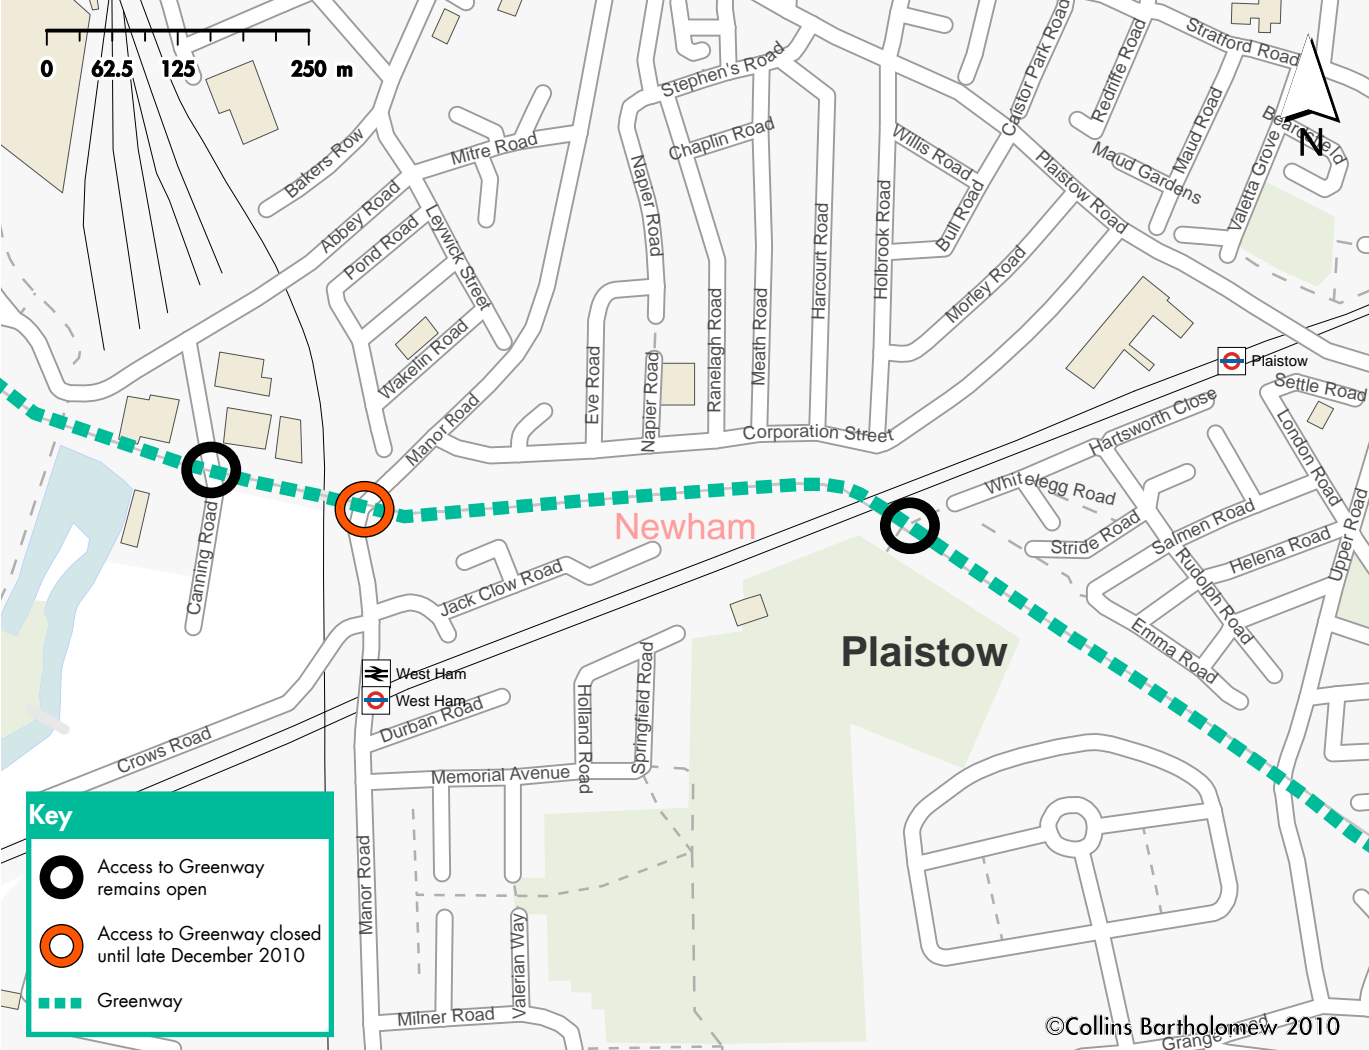 0 62.5 125 250 m
Stratford Road
Caistor Park Road
Redriffe Road
Stephen's Road
Maud Road
Valetta Grove
N
Bakers Row
Mitre Road
Chaplin Road
Willis Road
Maud Gardens
Plaistow Road
Abbey Road
Pond Road
Leywick Street
Napier Road
Harcourt Road
Holbrook Road
Bull Road
Morley Road
Wakelin Road
Eve Road
Napier Road
Ranelagh Road
Meath Road
Plaistow
Settle Road
Manor Road
Corporation Street
Hartsworth Close
London Road
Whitelegg Road
Newham
Canning Road
Stride Road
Salmen Road
Helena Road
Upper Road
Rudolph Road
Jack Clow Road
Emma Road
Plaistow
West Ham
West Ham
Durban Road
Holland Road
Springfield Road
Crows Road
Memorial Avenue
Key
Access to Greenway
remains open
Access to Greenway closed
until late December 2010
Greenway
Manor Road
Valerian Way
Milner Road
©Collins Bartholomew 2010